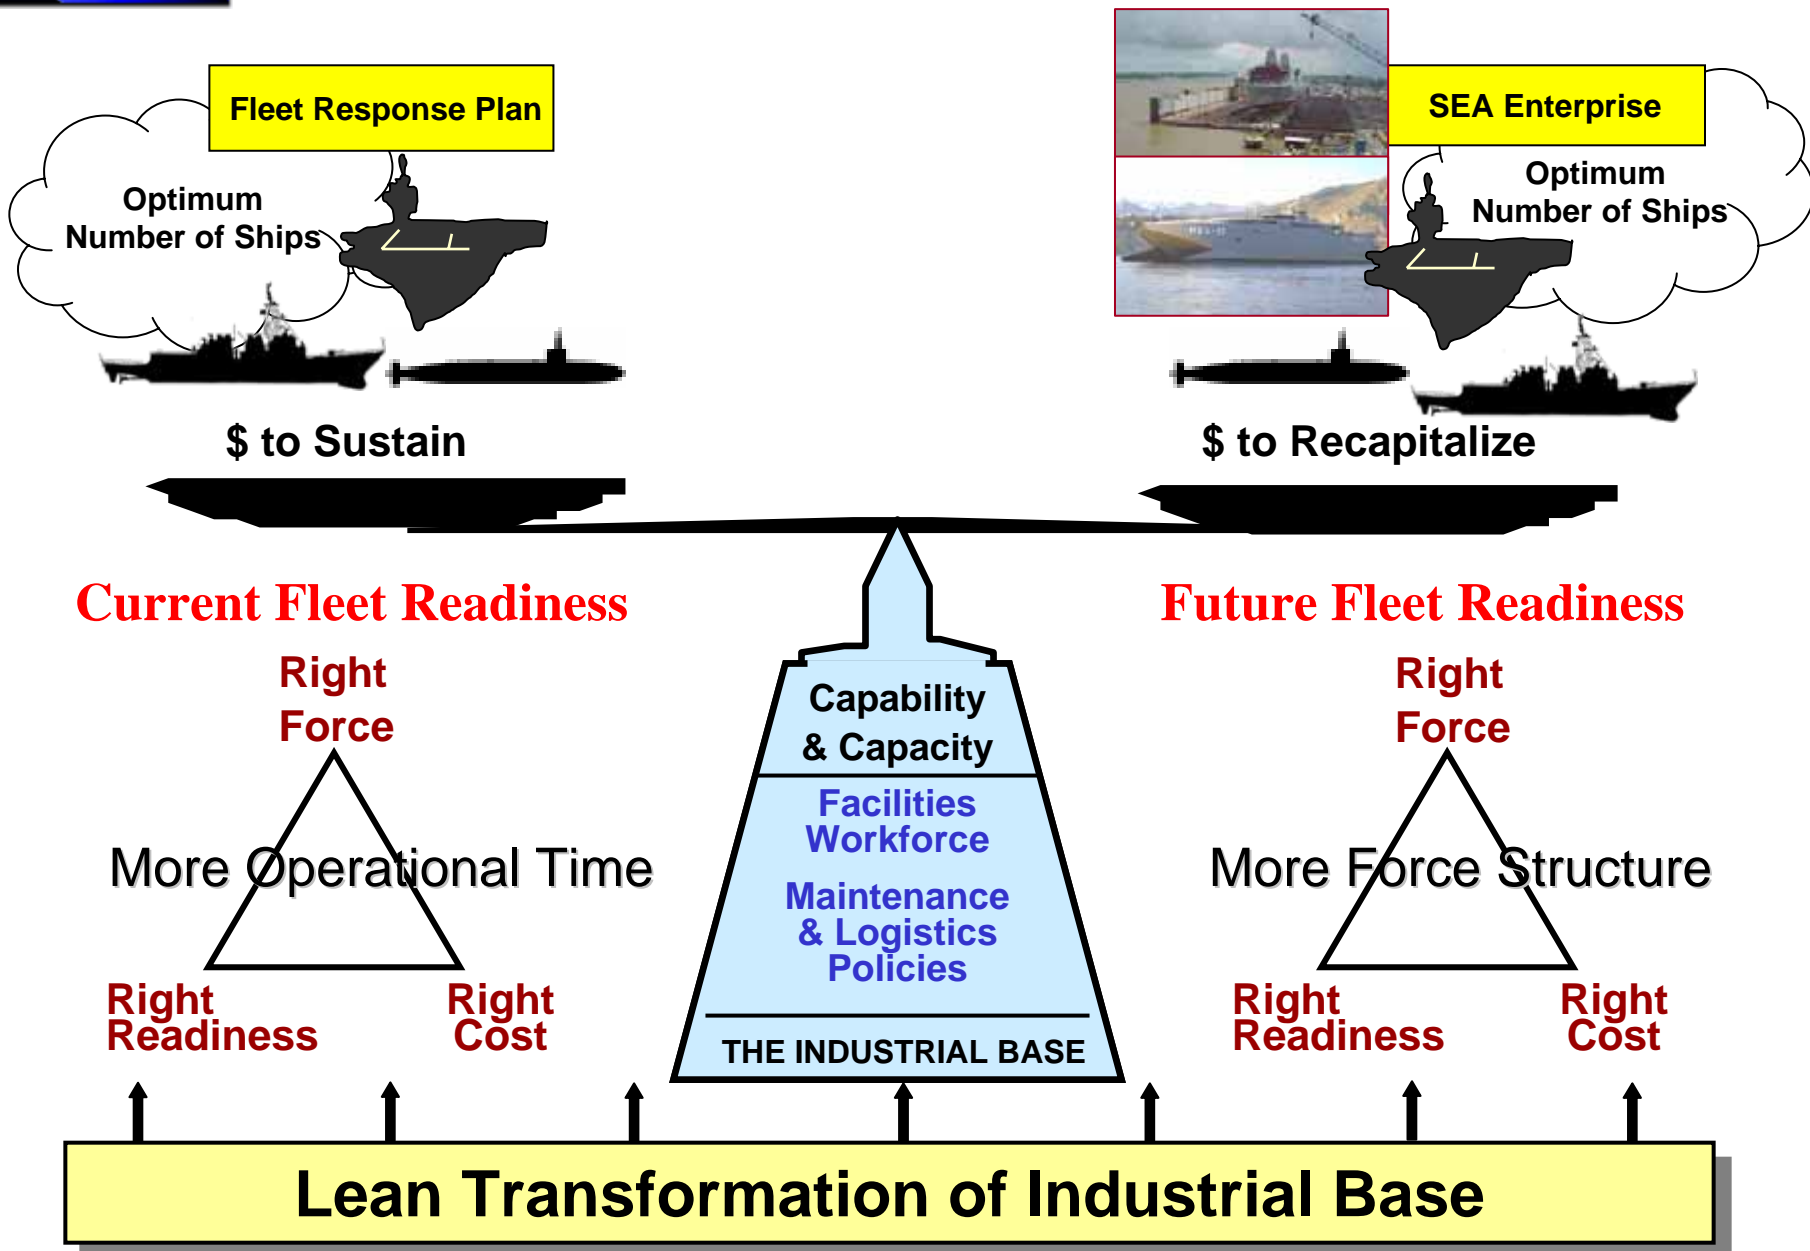 Fleet Response Plan
Optimum
Number of Ships
$ to Sustain
SEA Enterprise
Optimum
Number of Ships
$ to Recapitalize
Current Fleet Readiness
Right
Force
More Operational Time
Right
Readiness
Right
Cost
Capability
& Capacity
Facilities
Workforce
Maintenance
& Logistics
Policies
THE INDUSTRIAL BASE
Future Fleet Readiness
Right
Force
More Force Structure
Right
Readiness
Right
Cost
Lean Transformation of Industrial Base